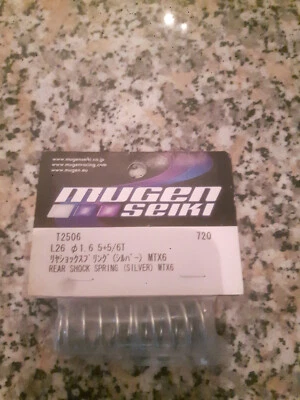 www.mugenseiki.co.jp
www.mugenracing.com
www.mugen.eu
mugen
seiki
T2506 720
L26 φ1.6 5+5/6T
リヤショックスプリング(シルバー) MTX6
REAR SHOCK SPRING (SILVER) MTX6